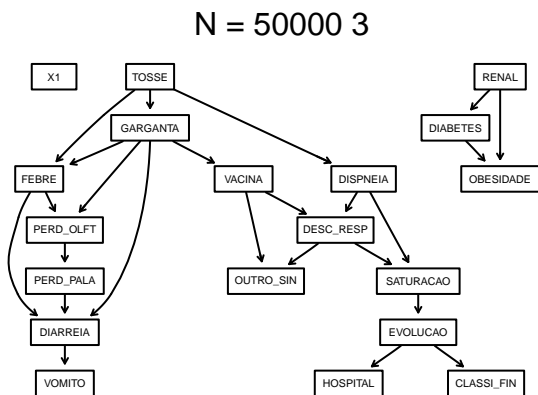 N = 50000 3
X1 TOSSE RENAL
GARGANTA DIABETES
FEBRE VACINA DISPNEIA OBESIDADE
PERD_OLFT DESC_RESP
PERD_PALA OUTRO_SIN SATURACAO
DIARREIA EVOLUCAO
VOMITO HOSPITAL CLASSI_FIN